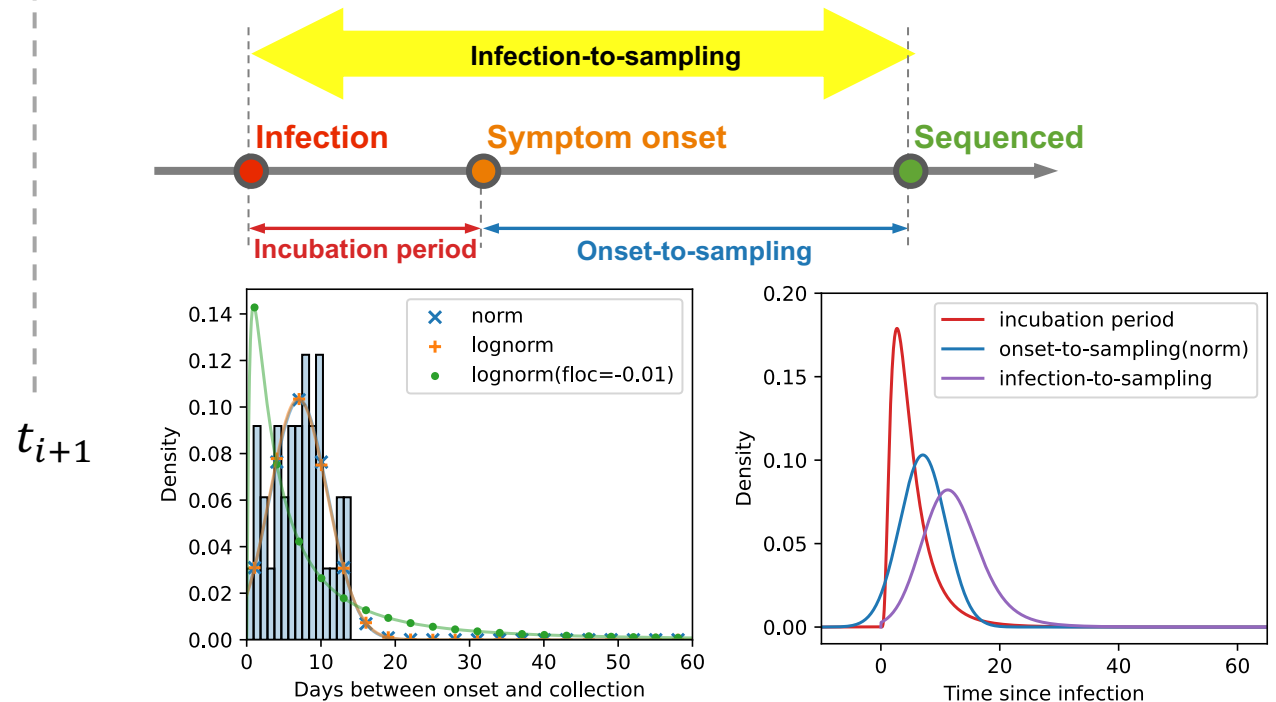 Infection-to-sampling
Infection
Symptom onset
Sequenced
Incubation period
Onset-to-sampling
t_{i+1}
norm
lognorm
lognorm(floc=-0.01)
0.14
0.12
0.10
0.08
0.06
0.04
0.02
0.00
Density
0 10 20 30 40 50 60
Days between onset and collection
incubation period
onset-to-sampling(norm)
infection-to-sampling
0.20
0.15
0.10
0.05
0.00
Density
0 20 40 60
Time since infection